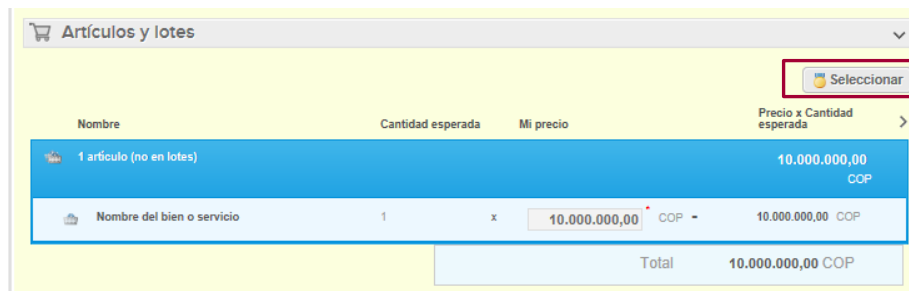 Artículos y lotes
Seleccionar
Nombre Cantidad esperada Mi precio Precio x Cantidad esperada
1 artículo (no en lotes) 10.000.000,00 COP
Nombre del bien o servicio 1 x 10.000.000,00 * COP = 10.000.000,00 COP
Total 10.000.000,00 COP